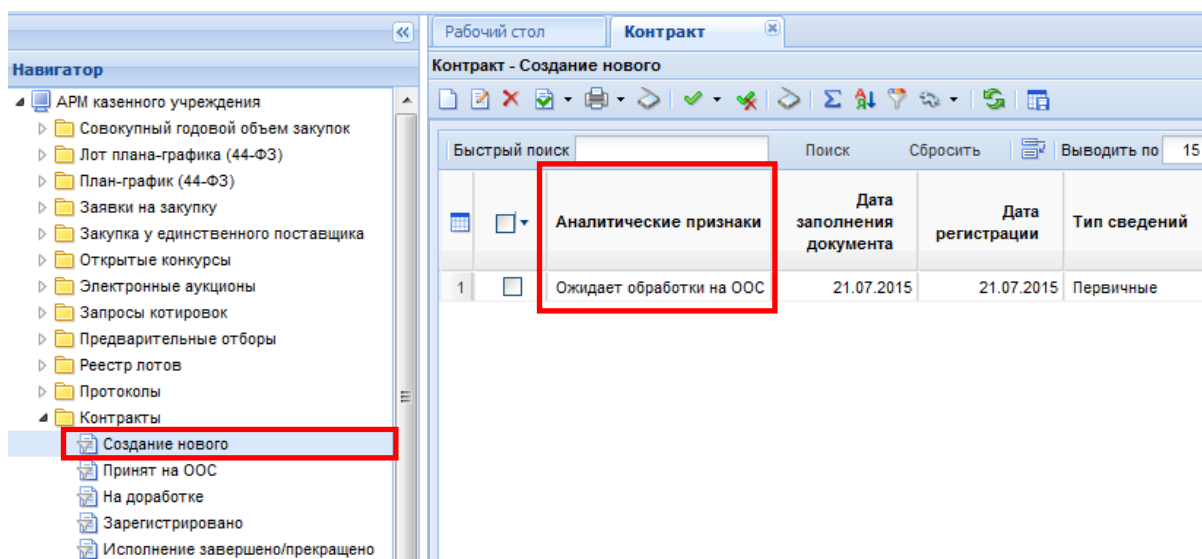 Навигатор
АРМ казенного учреждения
Совокупный годовой объем закупок
Лот плана-графика (44-ФЗ)
План-график (44-ФЗ)
Заявки на закупку
Закупка у единственного поставщика
Открытые конкурсы
Электронные аукционы
Запросы котировок
Предварительные отборы
Реестр лотов
Протоколы
Контракты
Создание нового
Принят на ООС
На доработке
Зарегистрировано
Исполнение завершено/прекращено
Рабочий стол Контракт
Контракт - Создание нового
Быстрый поиск Поиск Сбросить Выводить по 15
Аналитические признаки Дата заполнения документа Дата регистрации Тип сведений
1 Ожидает обработки на ООС 21.07.2015 21.07.2015 Первичные